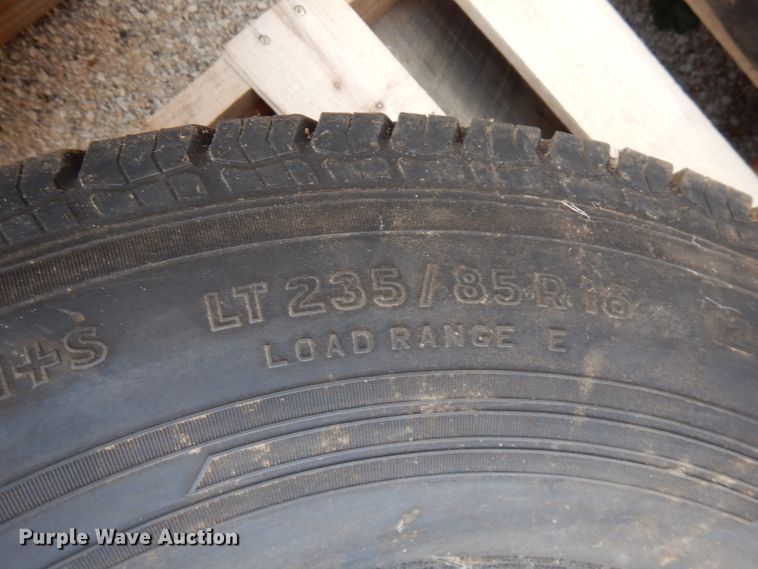 LT 235/85 R 16
LOAD RANGE E
+S
Purple Wave Auction